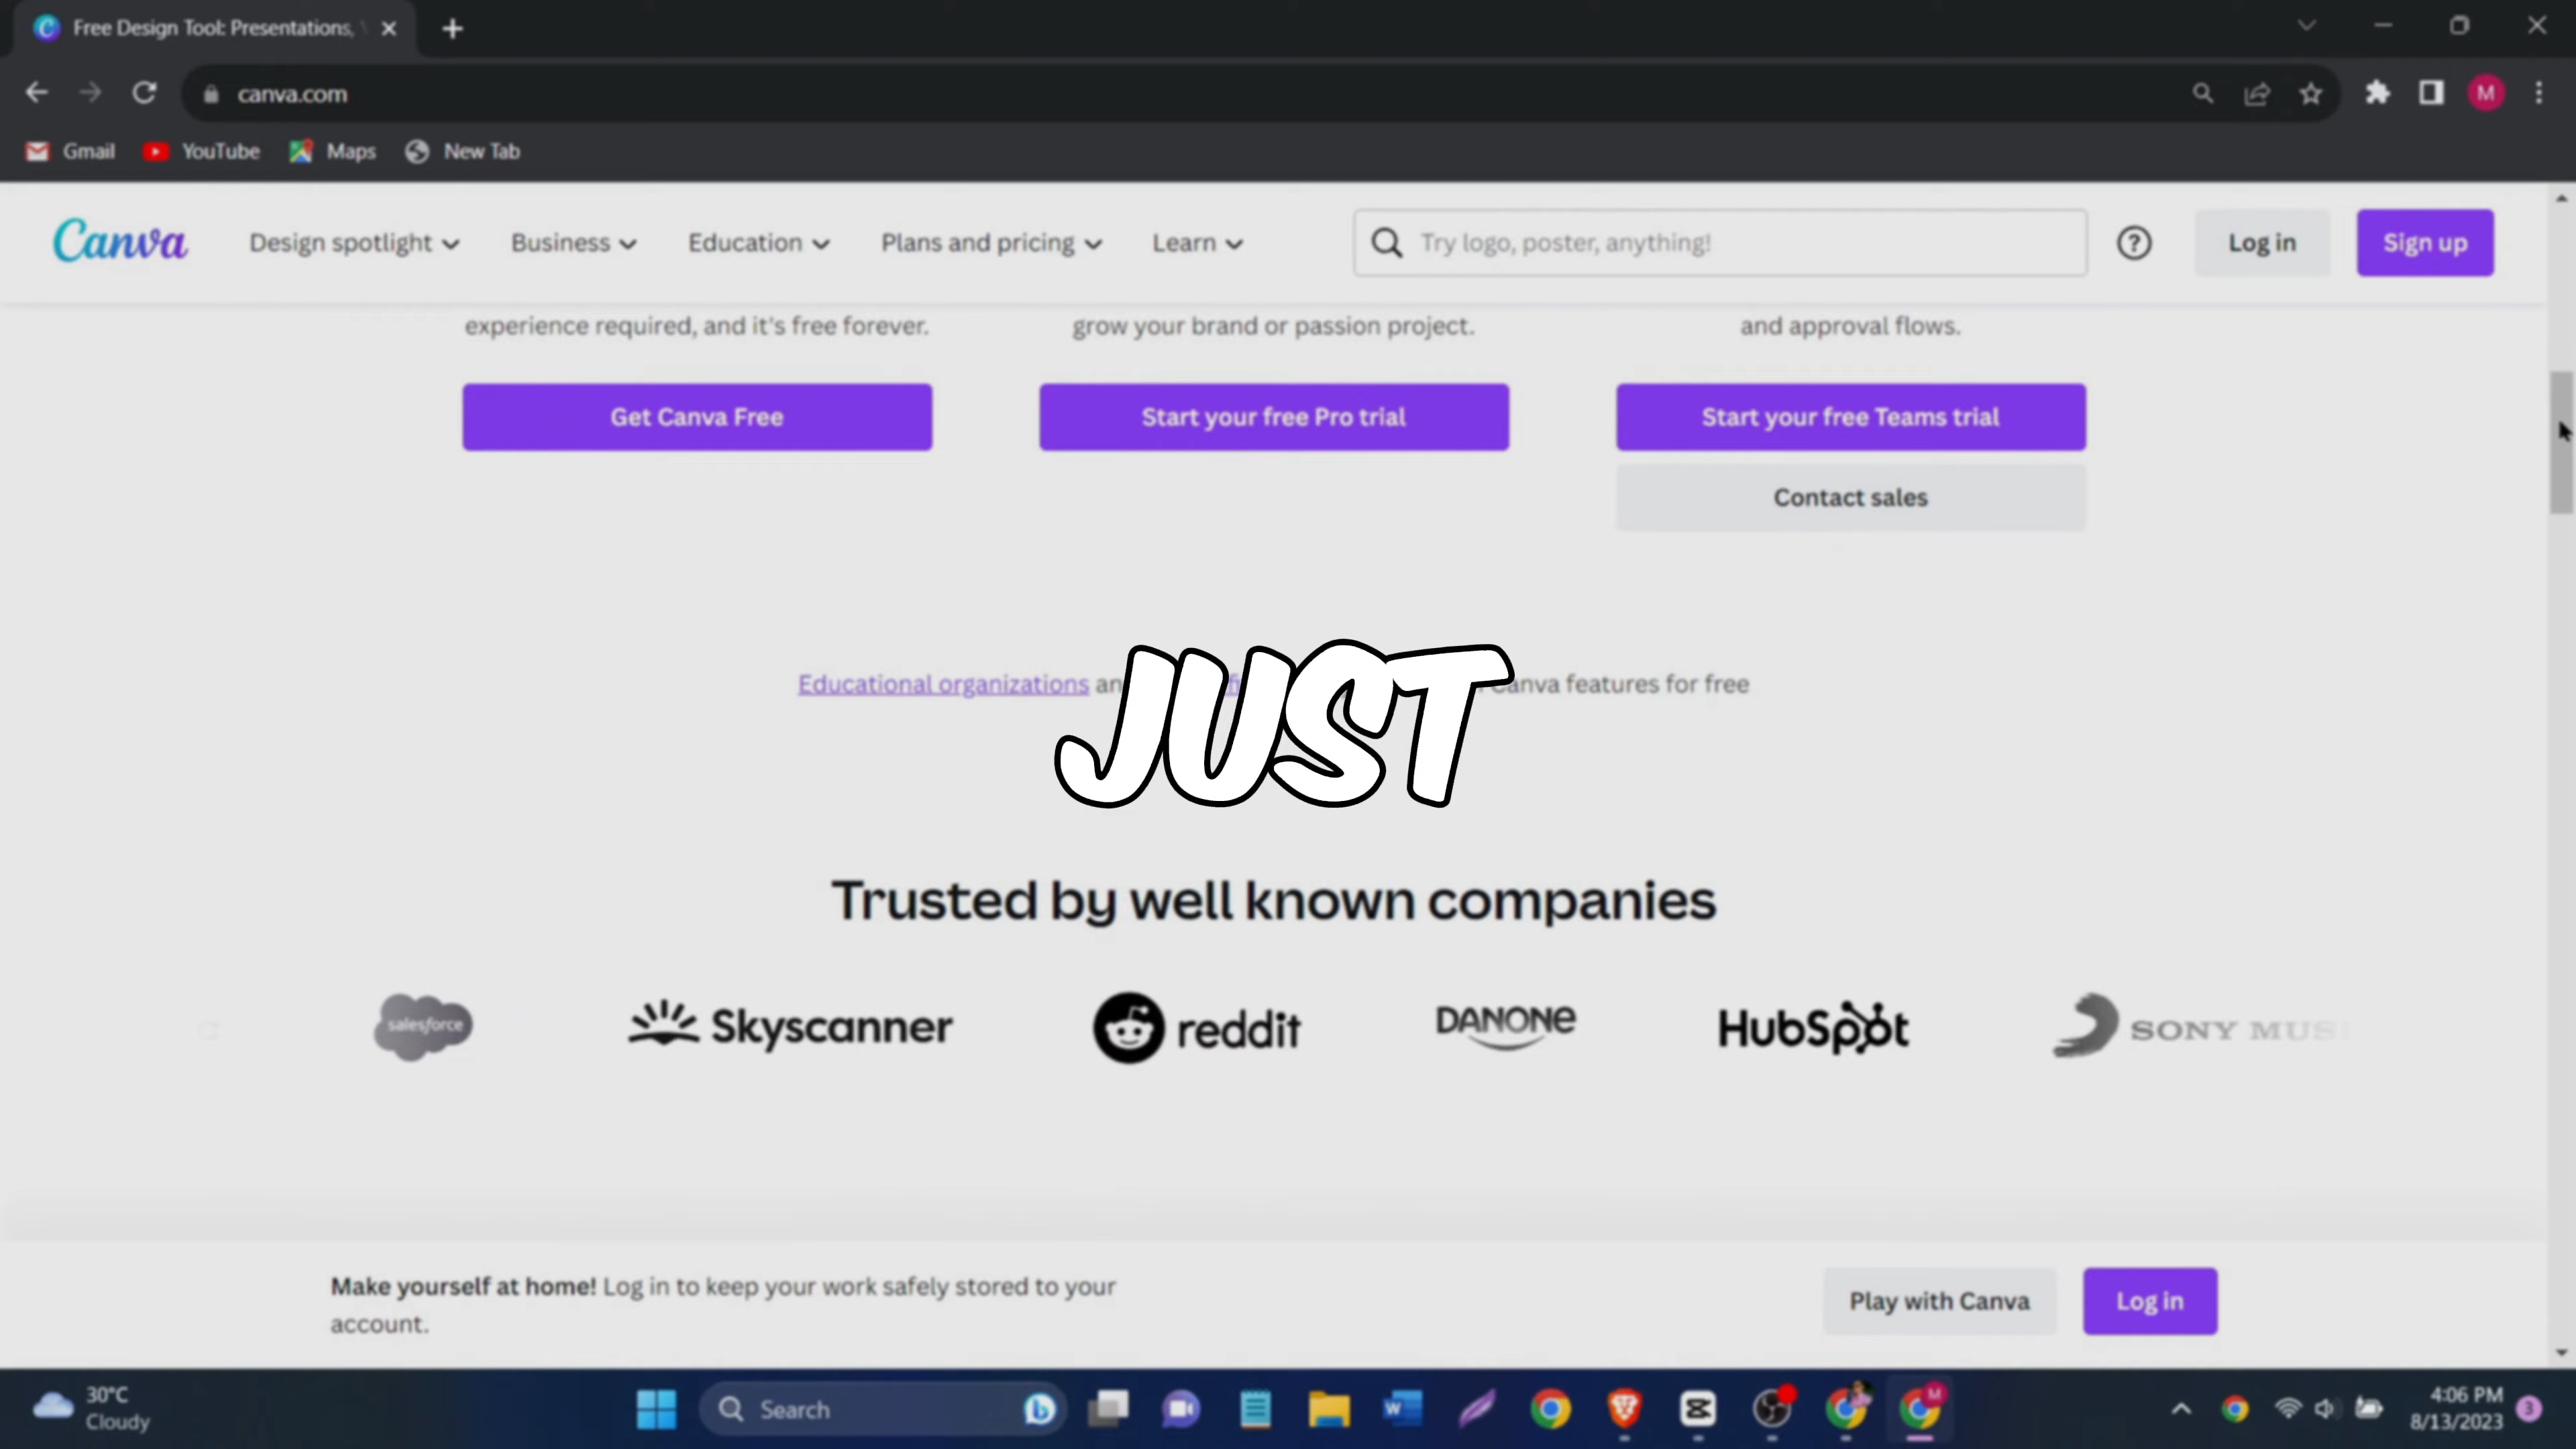 Free Design Tool: Presentations,
canva.com
M
Gmail YouTube Maps New Tab
Canva Design spotlight Business Education Plans and pricing Learn Try logo, poster, anything! Log in Sign up
experience required, and it's free forever. grow your brand or passion project. and approval flows.
Get Canva Free Start your free Pro trial Start your free Teams trial
Contact sales
Educational organizations Canva features for free
JUST
Trusted by well known companies
salesforce Skyscanner reddit DANONE HubSpot SONY
Make yourself at home! Log in to keep your work safely stored to your
account.
Play with Canva Log in
30°C
Cloudy
Search
4:06 PM
8/13/2023
3